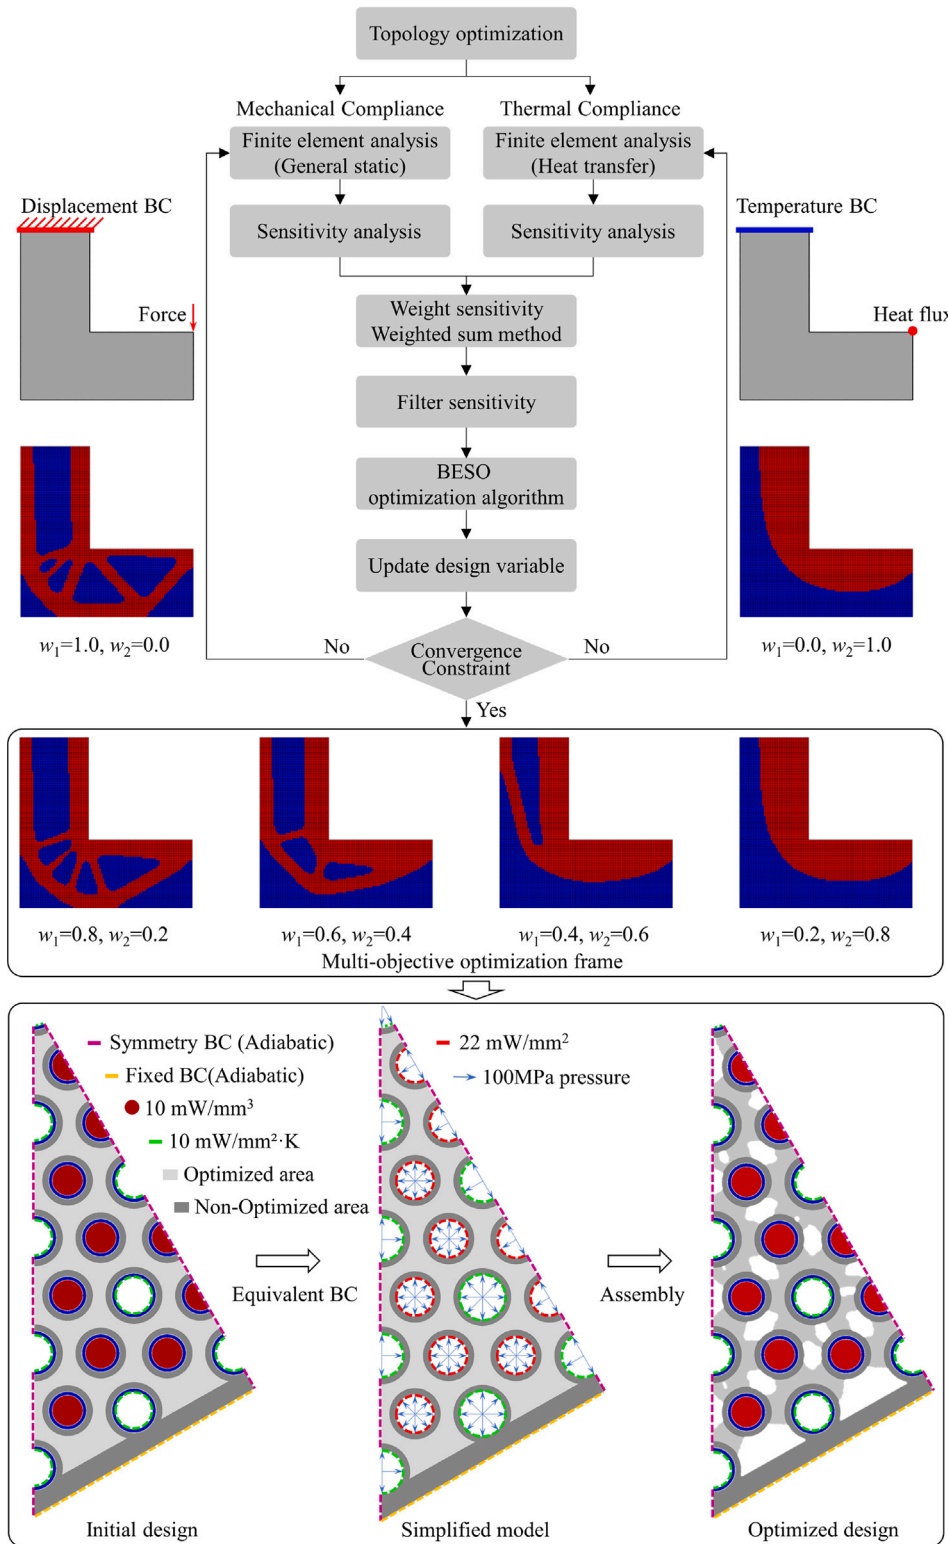 Topology optimization
Mechanical Compliance
Thermal Compliance
Finite element analysis
(General static)
Finite element analysis
(Heat transfer)
Displacement BC
Sensitivity analysis
Sensitivity analysis
Temperature BC
Force
Weight sensitivity
Weighted sum method
Heat flux
Filter sensitivity
BESO
optimization algorithm
Update design variable
w₁=1.0, w₂=0.0
No
Convergence
Constraint
No
w₁=0.0, w₂=1.0
Yes
w₁=0.8, w₂=0.2
w₁=0.6, w₂=0.4
w₁=0.4, w₂=0.6
w₁=0.2, w₂=0.8
Multi-objective optimization frame
Symmetry BC (Adiabatic)
Fixed BC(Adiabatic)
10 mW/mm³
10 mW/mm²·K
Optimized area
Non-Optimized area
22 mW/mm²
100MPa pressure
Equivalent BC
Assembly
Initial design
Simplified model
Optimized design